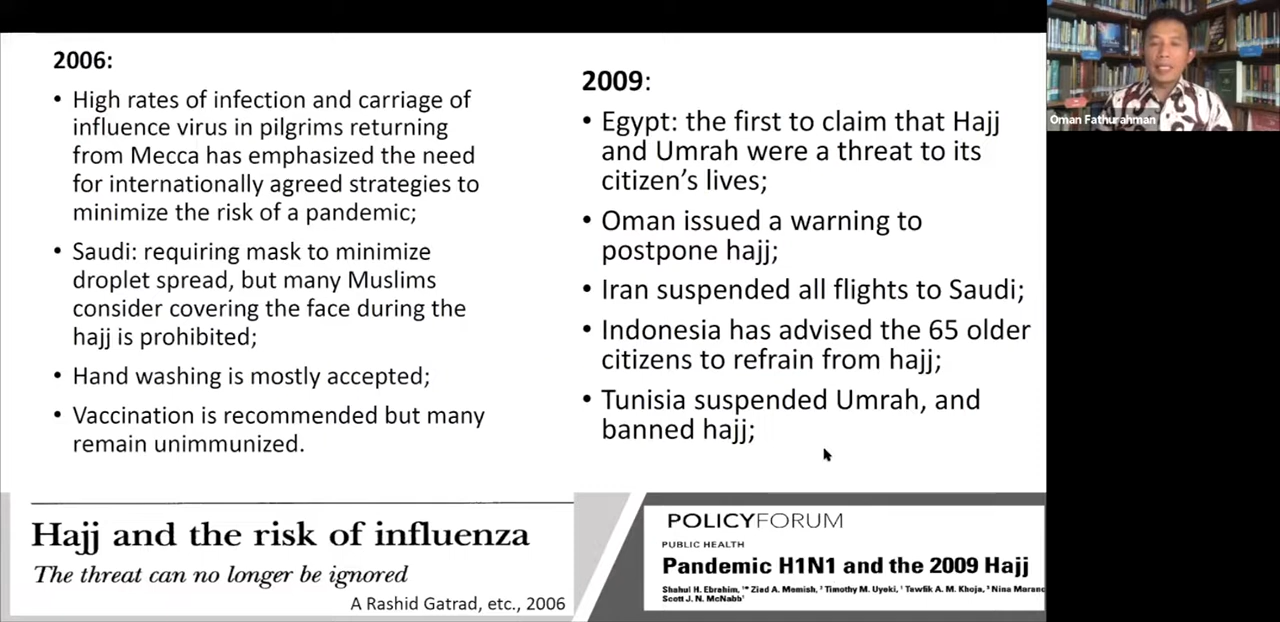 2006:
• High rates of infection and carriage of
influence virus in pilgrims returning
from Mecca has emphasized the need
for internationally agreed strategies to
minimize the risk of a pandemic;
• Saudi: requiring mask to minimize
droplet spread, but many Muslims
consider covering the face during the
hajj is prohibited;
• Hand washing is mostly accepted;
• Vaccination is recommended but many
remain unimmunized.
Hajj and the risk of influenza
The threat can no longer be ignored
A Rashid Gatrad, etc., 2006
2009:
• Egypt: the first to claim that Hajj
and Umrah were a threat to its
citizen's lives;
• Oman issued a warning to
postpone hajj;
• Iran suspended all flights to Saudi;
• Indonesia has advised the 65 older
citizens to refrain from hajj;
• Tunisia suspended Umrah, and
banned hajj;
POLICYFORUM
PUBLIC HEALTH
Pandemic H1N1 and the 2009 Hajj
Shahul H. Ebrahim, Ziad A. Memish, Timothy M. Uyeki, Tawfik A. M. Khoja, Nina Maran
Scott J. N. McNabb
Oman Fathurahman